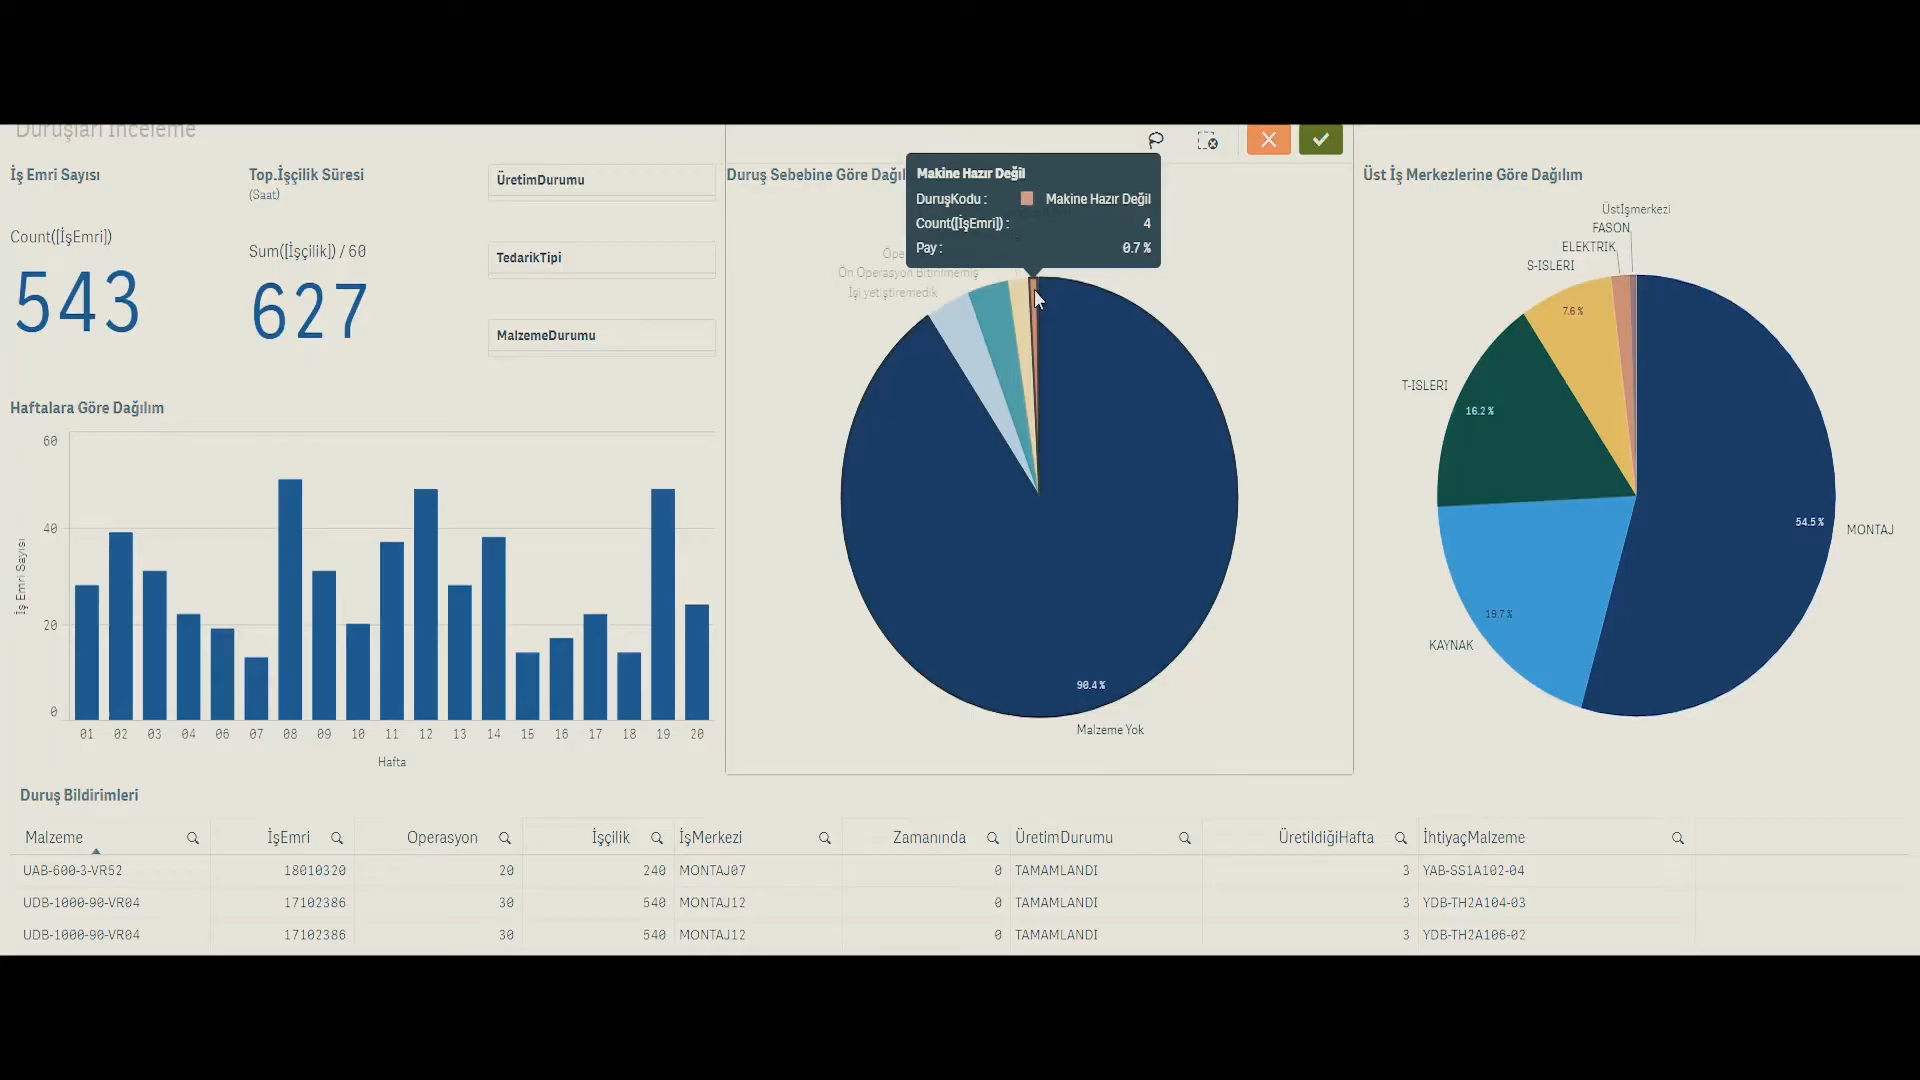 Duruşları İnceleme
İş Emri Sayısı
Count([İşEmri])
543
Top.İşçilik Süresi
(Saat)
Sum([İşçilik]) / 60
627
ÜretimDurumu
TedarikTipi
MalzemeDurumu
Haftalara Göre Dağılım
60
40
20
0
İş Emri Sayısı
01 02 03 04 06 07 08 09 10 11 12 13 14 15 16 17 18 19 20
Hafta
Duruş Sebebine Göre Dağıl
Makine Hazır Değil
DuruşKodu : Makine Hazır Değil
Count([İşEmri]) : 4
Pay : 0.7 %
Ön Operasyon Bitirilmemiş
İşi yetiştiremedik
90.4 %
Malzeme Yok
Üst İş Merkezlerine Göre Dağılım
Üstİşmerkezi
FASON
ELEKTRIK
S-ISLERI
7.6 %
T-ISLERI
16.2 %
54.5 %
MONTAJ
19.7 %
KAYNAK
Duruş Bildirimleri
Malzeme İşEmri Operasyon İşçilik İşMerkezi Zamanında ÜretimDurumu ÜretildiğiHafta İhtiyaçMalzeme
UAB-600-3-VR52 18010320 20 240 MONTAJ07 0 TAMAMLANDI 3 YAB-SS1A102-04
UDB-1000-90-VR04 17102386 30 540 MONTAJ12 0 TAMAMLANDI 3 YDB-TH2A104-03
UDB-1000-90-VR04 17102386 30 540 MONTAJ12 0 TAMAMLANDI 3 YDB-TH2A106-02